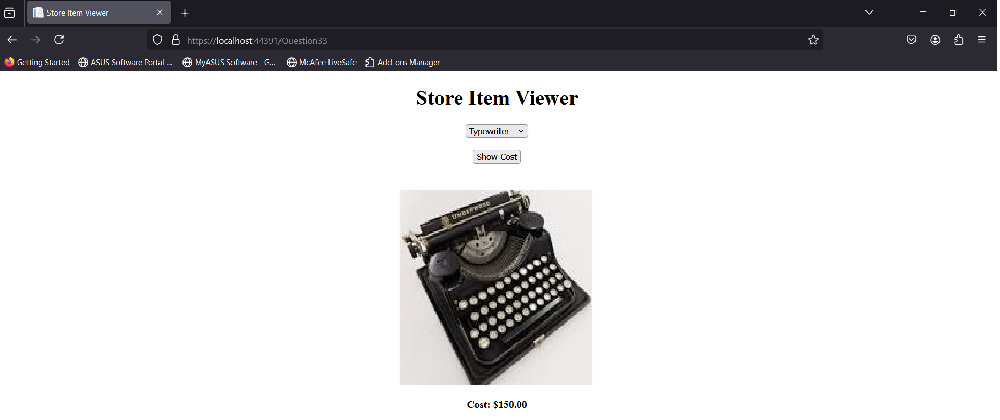 Store Item Viewer
https://localhost:44391/Question33
Getting Started ASUS Software Portal ... MyASUS Software - G... McAfee LiveSafe Add-ons Manager
Store Item Viewer
Typewriter
Show Cost
UNDERWOOD
Cost: $150.00